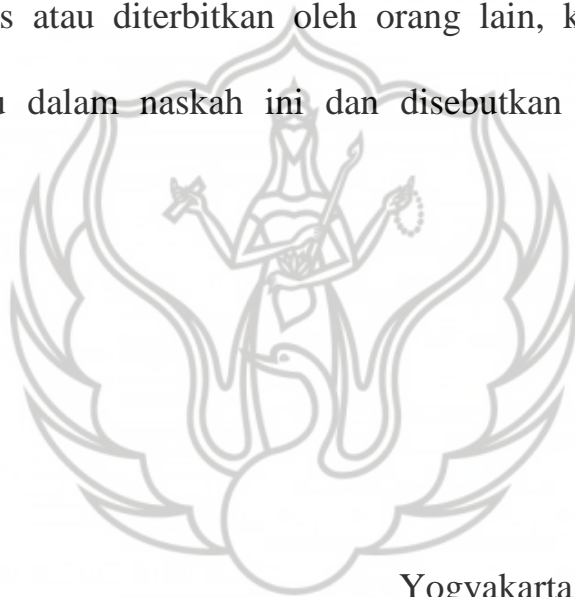 s atau diterbitkan oleh orang lain, k
dalam naskah ini dan disebutkan
Yogyakarta